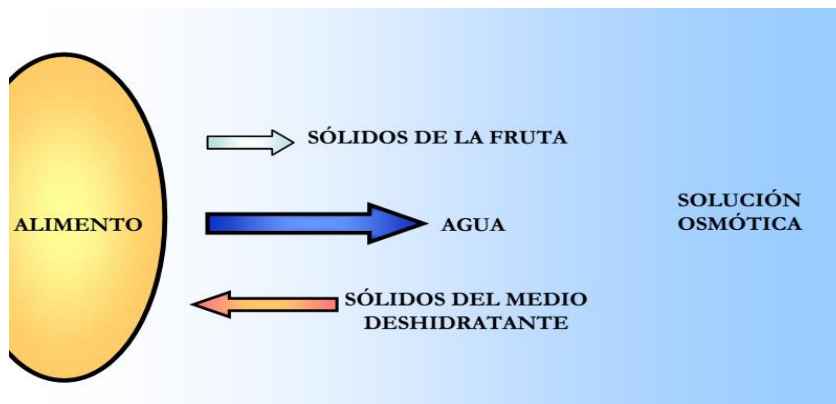 SÓLIDOS DE LA FRUTA
ALIMENTO
AGUA
SOLUCIÓN
OSMÓTICA
SÓLIDOS DEL MEDIO
DESHIDRATANTE